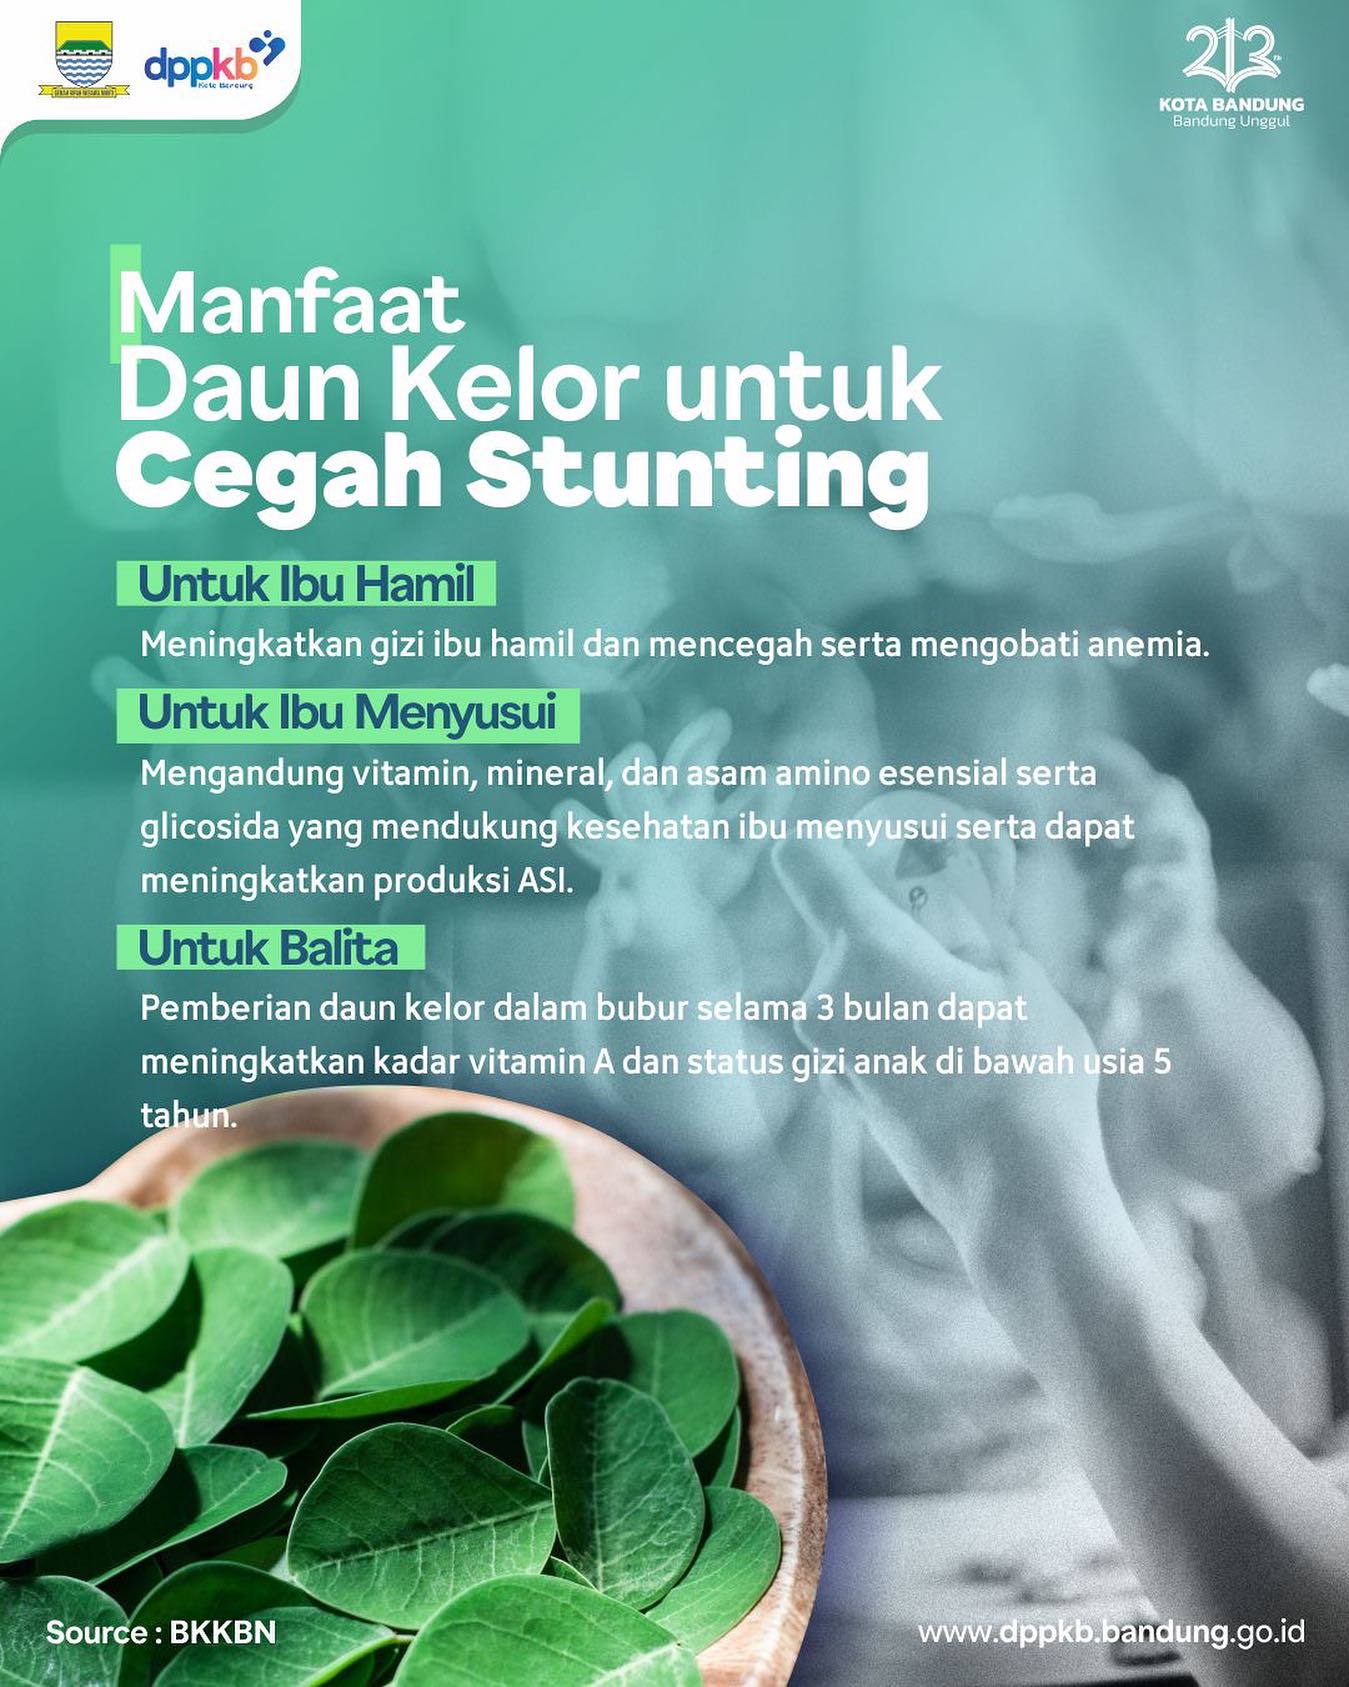 dppkb
Kota Bandung
213
KOTA BANDUNG
Bandung Unggul
Manfaat
Daun Kelor untuk
Cegah Stunting
Untuk Ibu Hamil
Meningkatkan gizi ibu hamil dan mencegah serta mengobati anemia.
Untuk Ibu Menyusui
Mengandung vitamin, mineral, dan asam amino esensial serta
glicosida yang mendukung kesehatan ibu menyusui serta dapat
meningkatkan produksi ASI.
Untuk Balita
Pemberian daun kelor dalam bubur selama 3 bulan dapat
meningkatkan kadar vitamin A dan status gizi anak di bawah usia 5
tahun.
Source : BKKBN
www.dppkb.bandung.go.id